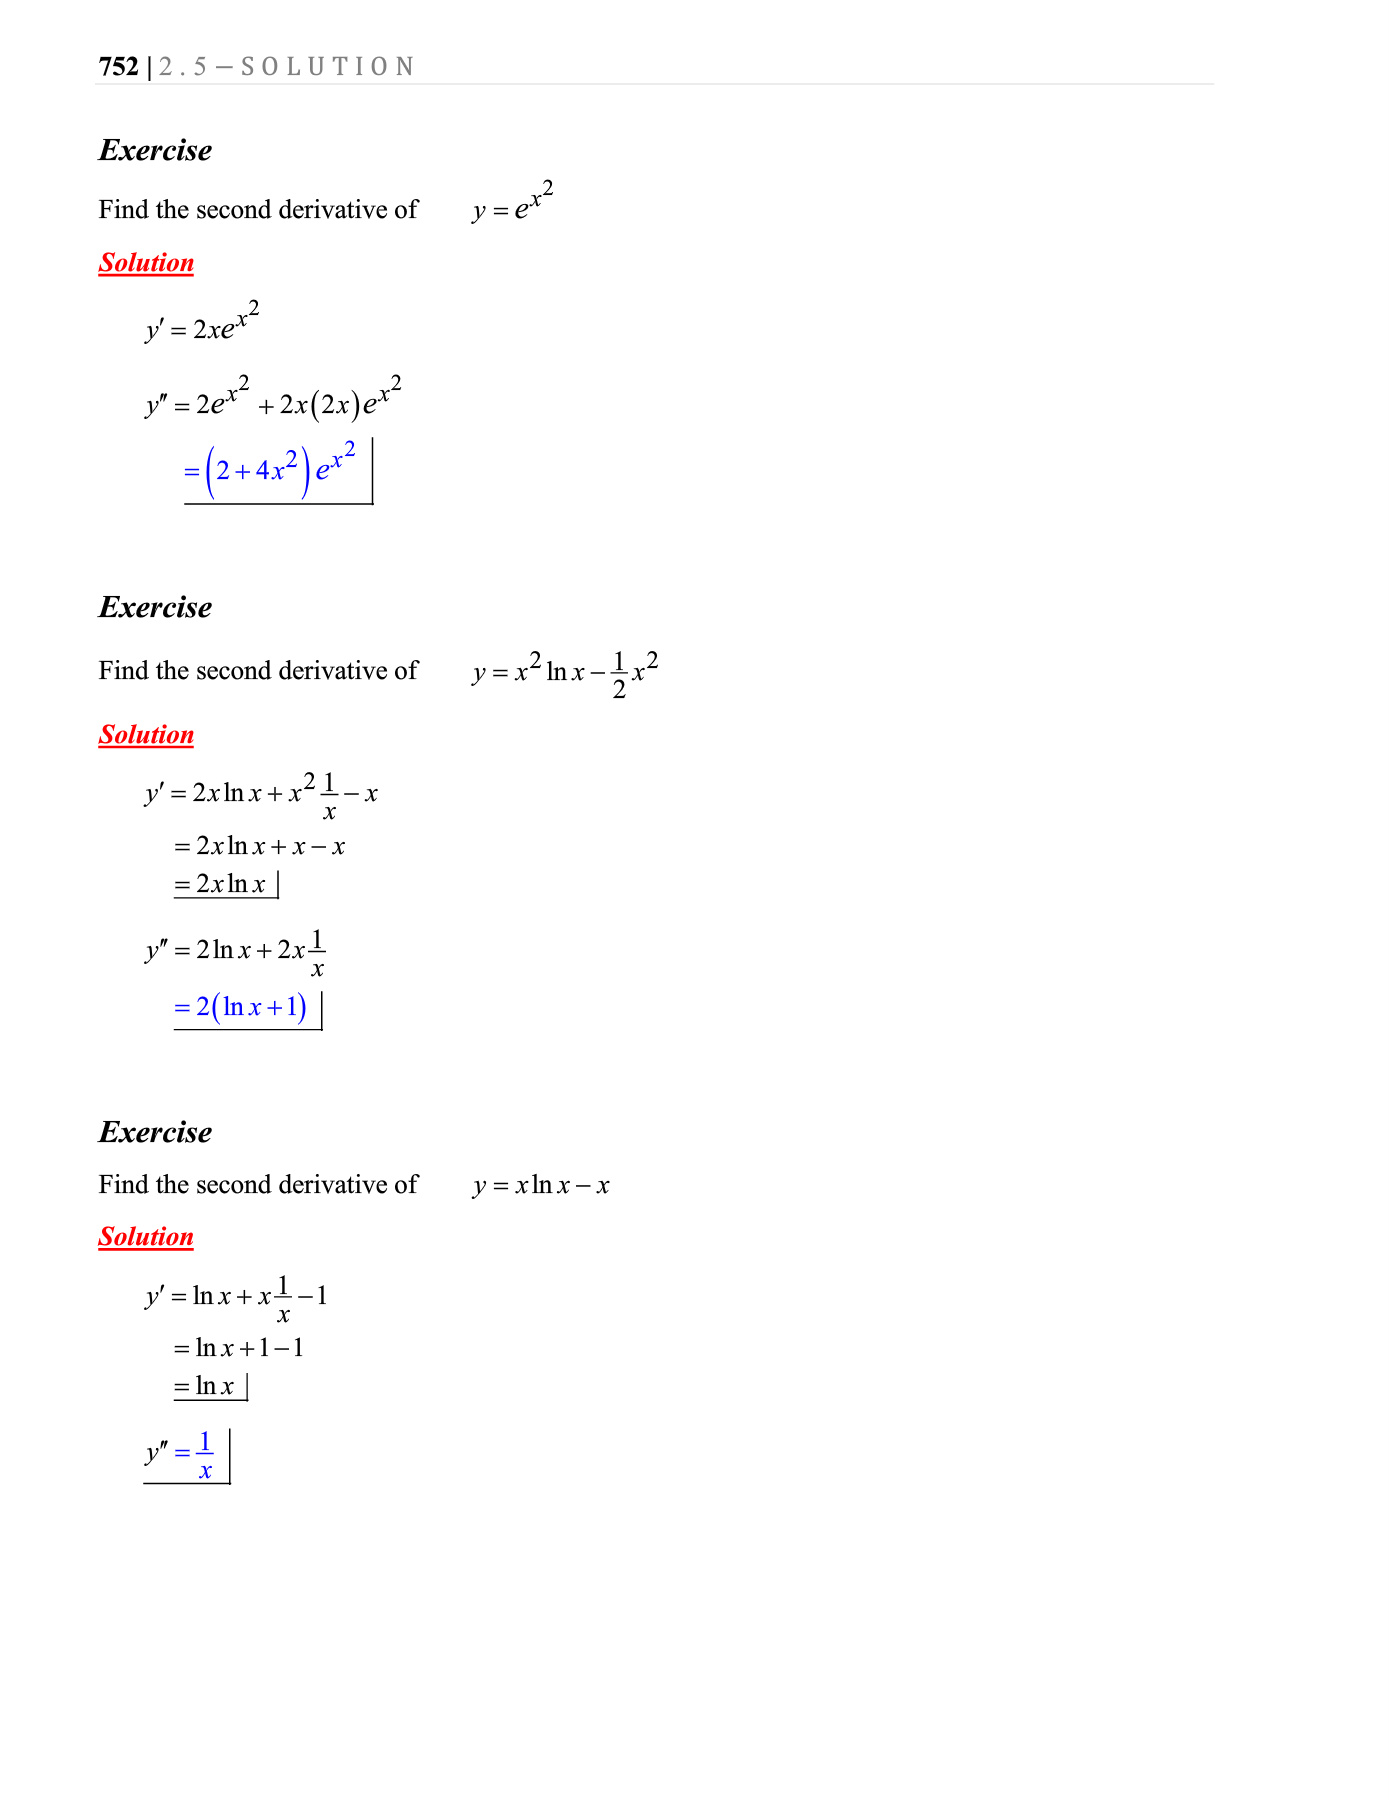 752 | 2.5 – SOLUTION
Exercise
Find the second derivative of y = e^{x^2}
Solution
y′ = 2xe^{x^2}
y″ = 2e^{x^2} + 2x(2x)e^{x^2}
= (2 + 4x^2) e^{x^2}
Exercise
Find the second derivative of y = x^2 ln x − \frac{1}{2} x^2
Solution
y′ = 2x ln x + x^2 \frac{1}{x} − x
= 2x ln x + x − x
= 2x ln x
y″ = 2 ln x + 2x \frac{1}{x}
= 2(ln x + 1)
Exercise
Find the second derivative of y = x ln x − x
Solution
y′ = ln x + x \frac{1}{x} − 1
= ln x + 1 − 1
= ln x
y″ = \frac{1}{x}